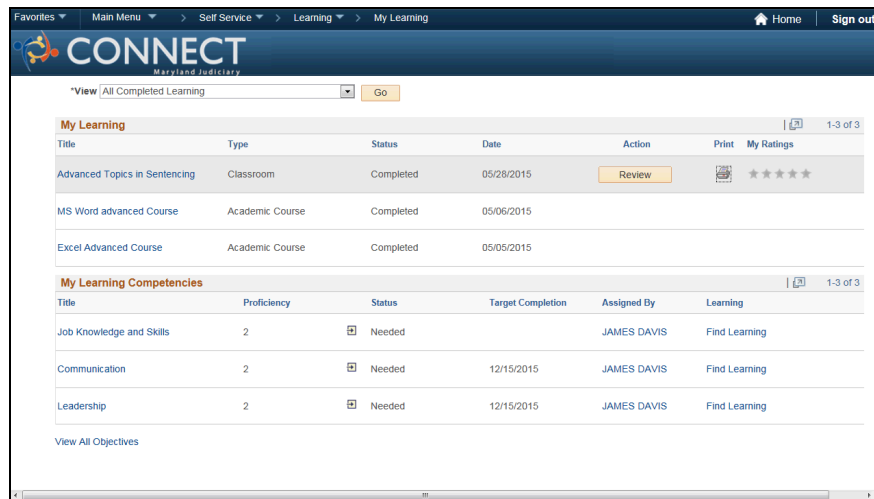 Favorites Main Menu > Self Service > Learning > My Learning Home Sign out
CONNECT
Maryland Judiciary
*View All Completed Learning Go
My Learning 1-3 of 3
Title Type Status Date Action Print My Ratings
Advanced Topics in Sentencing Classroom Completed 05/28/2015 Review
MS Word advanced Course Academic Course Completed 05/06/2015
Excel Advanced Course Academic Course Completed 05/05/2015
My Learning Competencies 1-3 of 3
Title Proficiency Status Target Completion Assigned By Learning
Job Knowledge and Skills 2 Needed JAMES DAVIS Find Learning
Communication 2 Needed 12/15/2015 JAMES DAVIS Find Learning
Leadership 2 Needed 12/15/2015 JAMES DAVIS Find Learning
View All Objectives